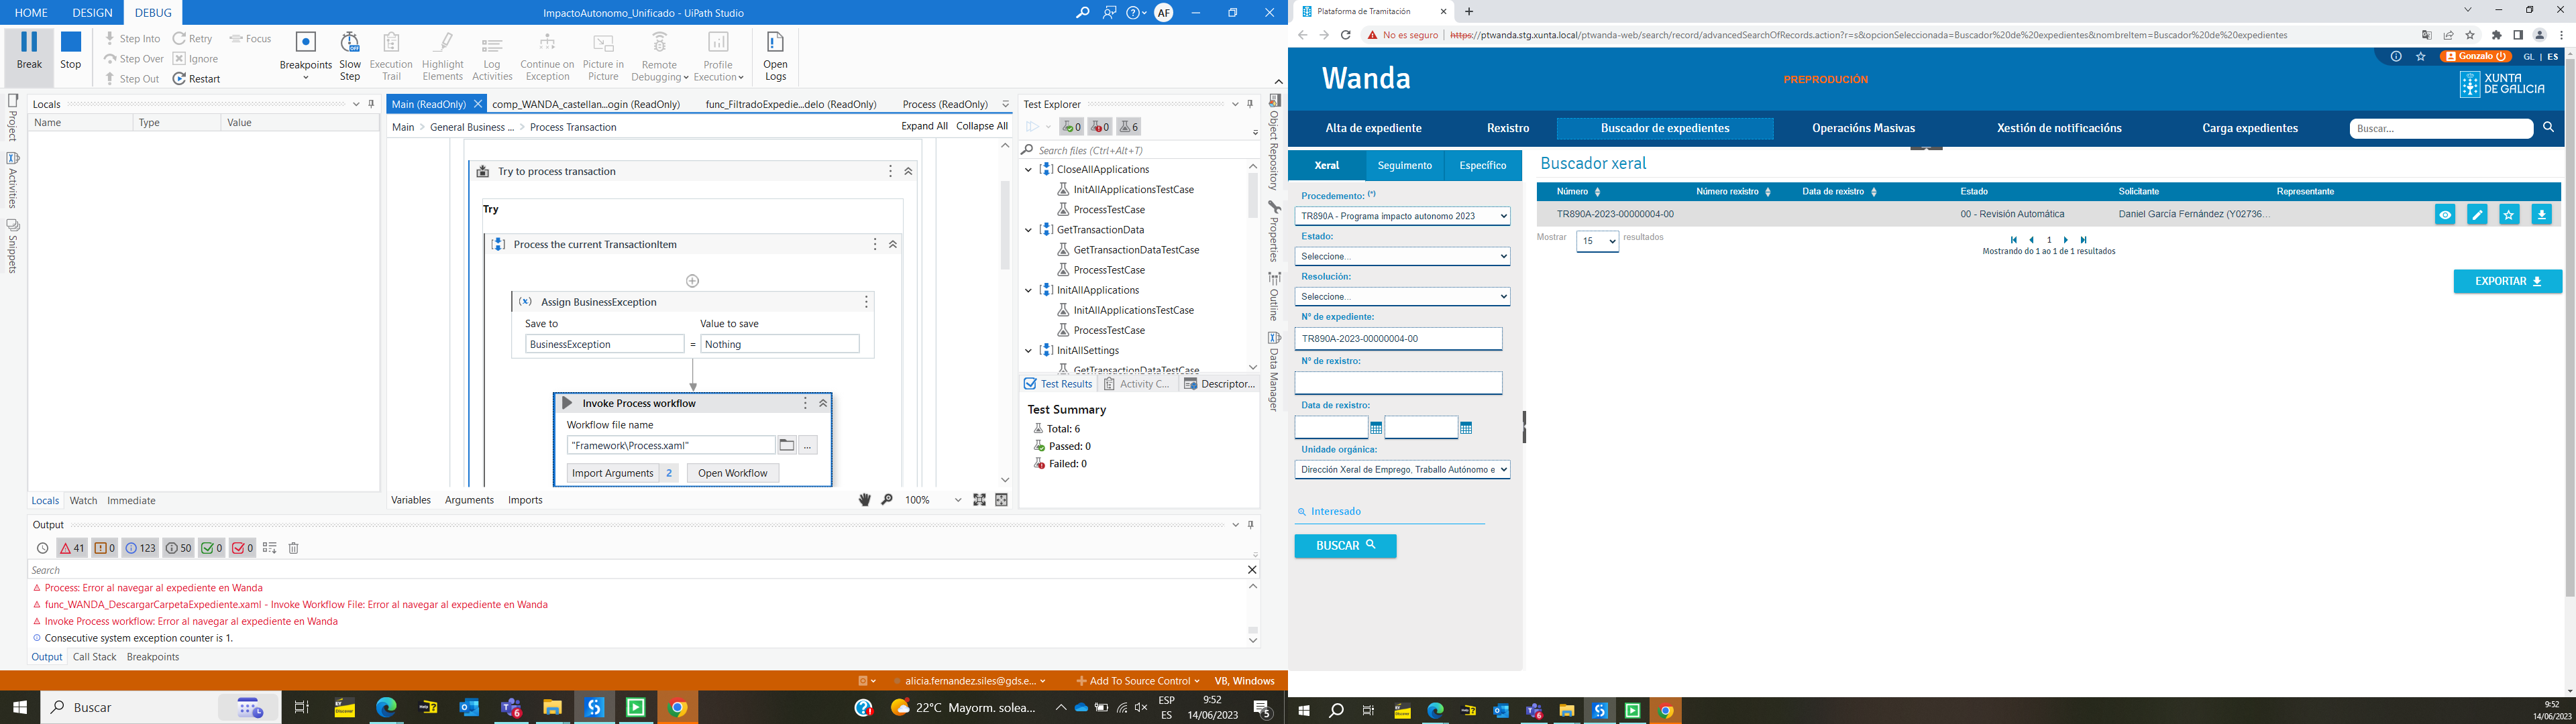 HOME DESIGN DEBUG
ImpactoAutonomo_Unificado - UiPath Studio
AF
Break
Stop
Step Into
Step Over
Step Out
Retry
Ignore
Restart
Focus
Breakpoints
Slow Step
Execution Trail
Highlight Elements
Log Activities
Continue on Exception
Picture in Picture
Remote Debugging
Profile Execution
Open Logs
Project
Activities
Snippets
Locals
Name Type Value
Locals Watch Immediate
Main (ReadOnly) comp_WANDA_castellan...ogin (ReadOnly) func_FiltradoExpedie...delo (ReadOnly) Process (ReadOnly)
Main > General Business ... > Process Transaction
Expand All Collapse All
Try to process transaction
Try
Process the current TransactionItem
Assign BusinessException
Save to Value to save
BusinessException = Nothing
Invoke Process workflow
Workflow file name
"Framework\Process.xaml"
...
Import Arguments 2 Open Workflow
Variables Arguments Imports
100%
Test Explorer
0 0 6
Search files (Ctrl+Alt+T)
CloseAllApplications
InitAllApplicationsTestCase
ProcessTestCase
GetTransactionData
GetTransactionDataTestCase
ProcessTestCase
InitAllApplications
InitAllApplicationsTestCase
ProcessTestCase
InitAllSettings
GetTransactionDataTestCase
Test Results Activity C... Descriptor...
Test Summary
Total: 6
Passed: 0
Failed: 0
Object Repository
Properties
Outline
Data Manager
Output
41 0 123 50 0 0
Search
Process: Error al navegar al expediente en Wanda
func_WANDA_DescargarCarpetaExpediente.xaml - Invoke Workflow File: Error al navegar al expediente en Wanda
Invoke Process workflow: Error al navegar al expediente en Wanda
Consecutive system exception counter is 1.
Output Call Stack Breakpoints
alicia.fernandez.siles@gds.e...
Add To Source Control
VB, Windows
Buscar
22°C Mayorm. solea...
ESP
ES
9:52
14/06/2023
5
Plataforma de Tramitación
No es seguro
https://ptwanda.stg.xunta.local/ptwanda-web/search/record/advancedSearchOfRecords.action?r=s&opcionSeleccionada=Buscador%20de%20expedientes&nombreItem=Buscador%20de%20expedientes
Wanda
PREPRODUCIÓN
Gonzalo
GL | ES
XUNTA
DE GALICIA
Alta de expediente Rexistro Buscador de expedientes Operacións Masivas Xestión de notificacións Carga expedientes
Buscar...
Xeral Seguimento Específico
Procedemento: (*)
TR890A - Programa impacto autonomo 2023
Estado:
Seleccione...
Resolución:
Seleccione...
Nº de expediente:
TR890A-2023-00000004-00
Nº de rexistro:
Data de rexistro:
Unidade orgánica:
Dirección Xeral de Emprego, Traballo Autónomo e
Interesado
BUSCAR
Buscador xeral
Número Número rexistro Data de rexistro Estado Solicitante Representante
TR890A-2023-00000004-00 00 - Revisión Automática Daniel García Fernández (Y02736...
Mostrar 15 resultados
1
Mostrando do 1 ao 1 de 1 resultados
EXPORTAR
9:52
14/06/2023